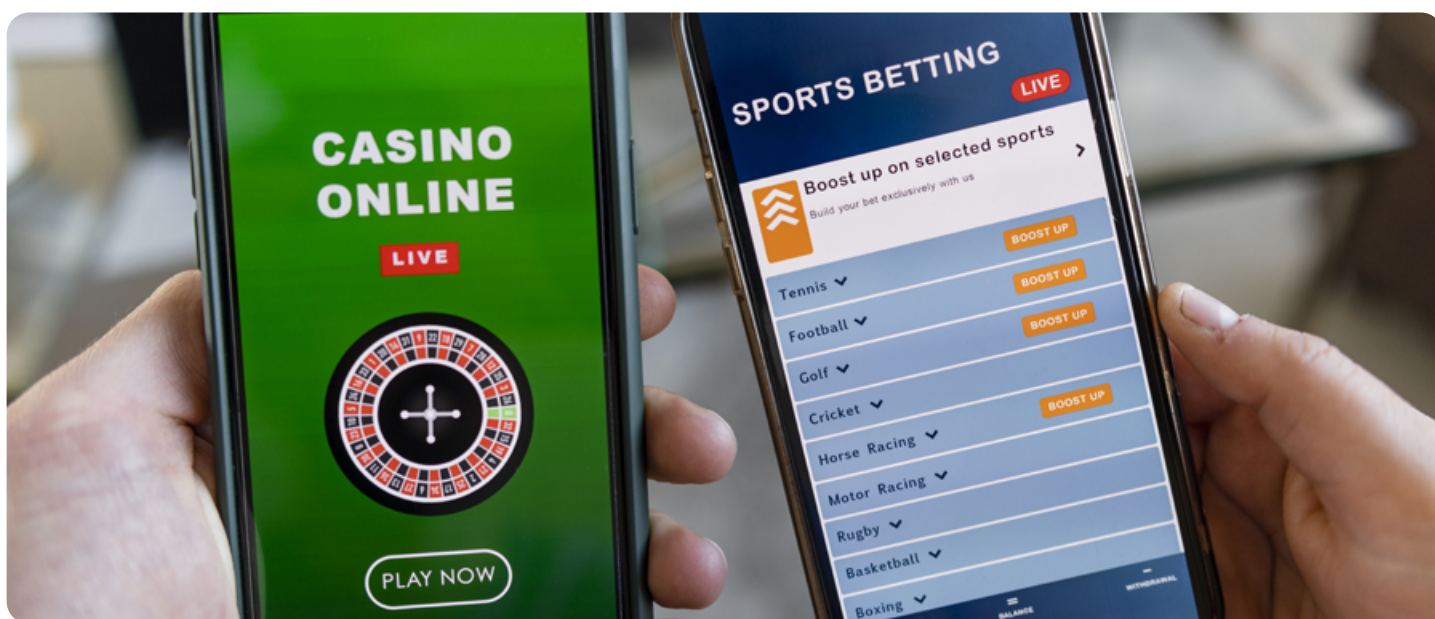 CASINO
ONLINE
LIVE
PLAY NOW
SPORTS BETTING
LIVE
Boost up on selected sports
Build your bet exclusively with us
Tennis
BOOST UP
Football
BOOST UP
Golf
BOOST UP
Cricket
Horse Racing
BOOST UP
Motor Racing
Rugby
Basketball
Boxing
BALANCE
WITHDRAWAL